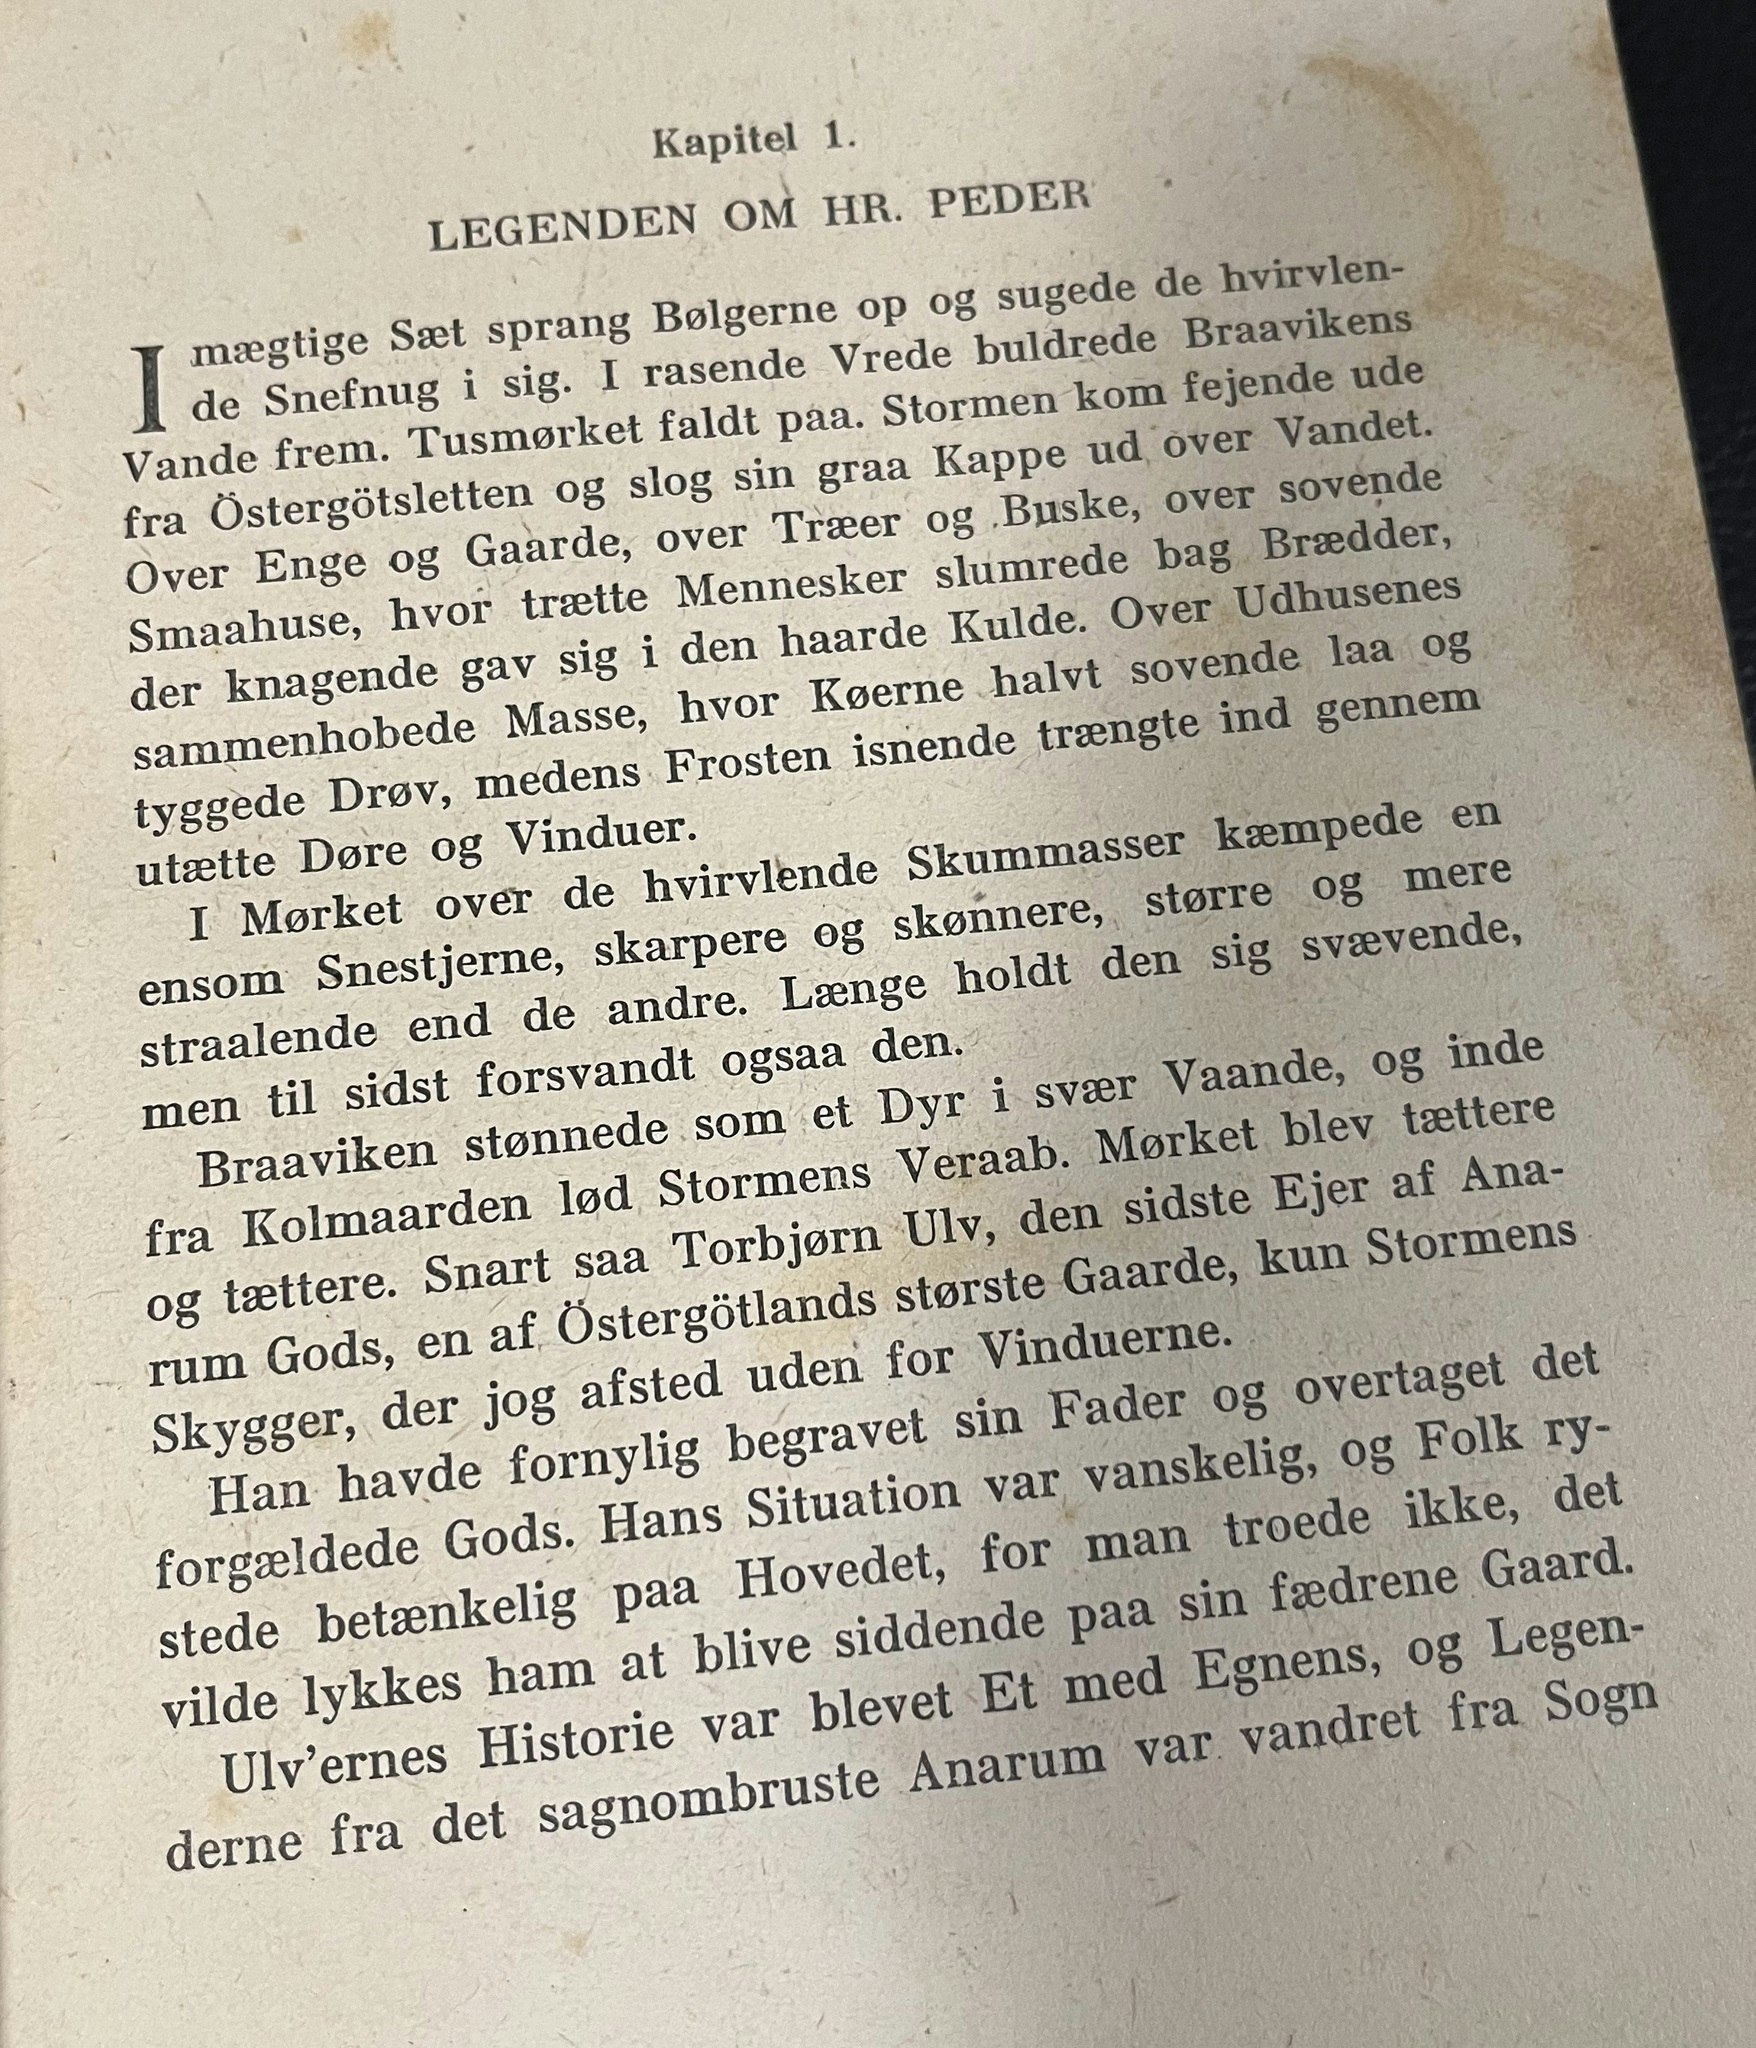 Kapitel 1.
LEGENDEN OM HR. PEDER
I mægtige Sæt sprang Bølgerne op og sugede de hvirvlen-
de Snefnug i sig. I rasende Vrede buldrede Braavikens
Vande frem. Tusmørket faldt paa. Stormen kom fejende ude
fra Östergötsletten og slog sin graa Kappe ud over Vandet.
Over Enge og Gaarde, over Træer og Buske, over sovende
Smaahuse, hvor trætte Mennesker slumrede bag Brædder,
der knagende gav sig i den haarde Kulde. Over Udhusenes
sammenhobede Masse, hvor Køerne halvt sovende laa og
tyggede Drøv, medens Frosten isnende trængte ind gennem
utætte Døre og Vinduer.
I Mørket over de hvirvlende Skummasser kæmpede en
ensom Snestjerne, skarpere og skønnere, større og mere
straalende end de andre. Længe holdt den sig svævende,
men til sidst forsvandt ogsaa den.
Braaviken stønnede som et Dyr i svær Vaande, og inde
fra Kolmaarden lød Stormens Veraab. Mørket blev tættere
og tættere. Snart saa Torbjørn Ulv, den sidste Ejer af Ana-
rum Gods, en af Östergötlands største Gaarde, kun Stormens
Skygger, der jog afsted uden for Vinduerne.
Han havde fornylig begravet sin Fader og overtaget det
forgældede Gods. Hans Situation var vanskelig, og Folk ry-
stede betænkelig paa Hovedet, for man troede ikke, det
vilde lykkes ham at blive siddende paa sin fædrene Gaard.
Ulv'ernes Historie var blevet Et med Egnens, og Legen-
derne fra det sagnombruste Anarum var vandret fra Sogn